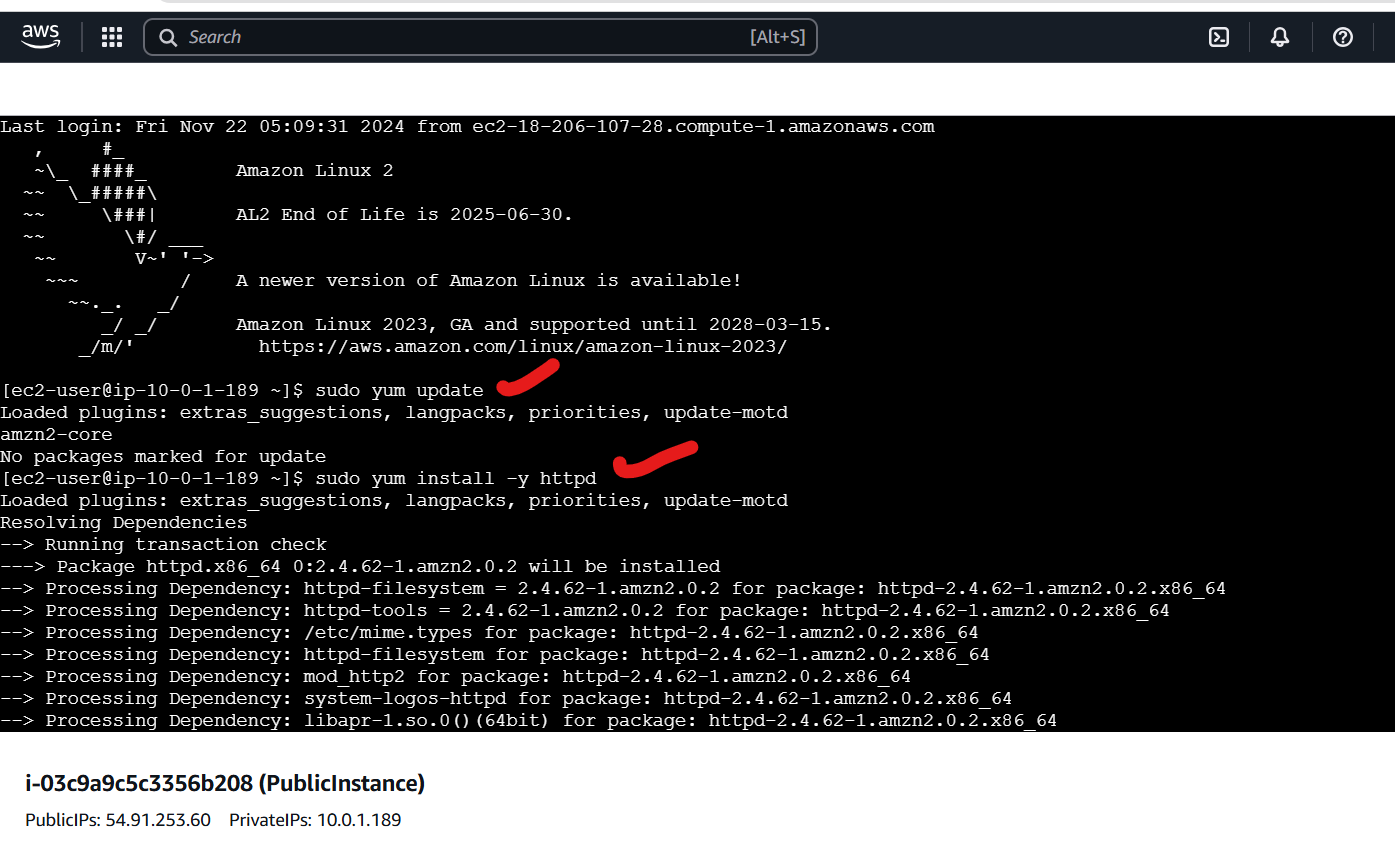 aws
Search [Alt+S]
Last login: Fri Nov 22 05:09:31 2024 from ec2-18-206-107-28.compute-1.amazonaws.com
   ,     #_
   ~\_  ####_        Amazon Linux 2
  ~~  \_#####\
  ~~     \###|       AL2 End of Life is 2025-06-30.
  ~~       \#/ ___
   ~~       V~' '->
    ~~~         /    A newer version of Amazon Linux is available!
      ~~._.   _/
         _/ _/       Amazon Linux 2023, GA and supported until 2028-03-15.
       _/m/'           https://aws.amazon.com/linux/amazon-linux-2023/
[ec2-user@ip-10-0-1-189 ~]$ sudo yum update
Loaded plugins: extras_suggestions, langpacks, priorities, update-motd
amzn2-core
No packages marked for update
[ec2-user@ip-10-0-1-189 ~]$ sudo yum install -y httpd
Loaded plugins: extras_suggestions, langpacks, priorities, update-motd
Resolving Dependencies
--> Running transaction check
---> Package httpd.x86_64 0:2.4.62-1.amzn2.0.2 will be installed
--> Processing Dependency: httpd-filesystem = 2.4.62-1.amzn2.0.2 for package: httpd-2.4.62-1.amzn2.0.2.x86_64
--> Processing Dependency: httpd-tools = 2.4.62-1.amzn2.0.2 for package: httpd-2.4.62-1.amzn2.0.2.x86_64
--> Processing Dependency: /etc/mime.types for package: httpd-2.4.62-1.amzn2.0.2.x86_64
--> Processing Dependency: httpd-filesystem for package: httpd-2.4.62-1.amzn2.0.2.x86_64
--> Processing Dependency: mod_http2 for package: httpd-2.4.62-1.amzn2.0.2.x86_64
--> Processing Dependency: system-logos-httpd for package: httpd-2.4.62-1.amzn2.0.2.x86_64
--> Processing Dependency: libapr-1.so.0()(64bit) for package: httpd-2.4.62-1.amzn2.0.2.x86_64
i-03c9a9c5c3356b208 (PublicInstance)
PublicIPs: 54.91.253.60 PrivateIPs: 10.0.1.189